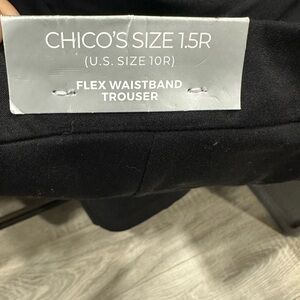 CHICO'S SIZE 1.5R
(U.S. SIZE 10R)
FLEX WAISTBAND
TROUSER